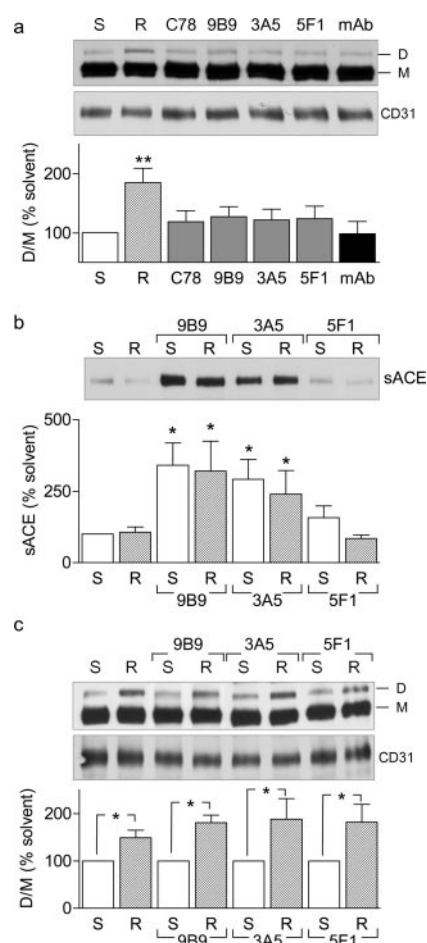 a
S R C78 9B9 3A5 5F1 mAb
D
M
CD31
D/M (% solvent)
200
100
**
S R C78 9B9 3A5 5F1 mAb
b
9B9 3A5 5F1
S R S R S R S R
sACE
sACE (% solvent)
500
250
0
* * * *
S R S R S R S R
9B9 3A5 5F1
c
9B9 3A5 5F1
S R S R S R S R
D
M
CD31
D/M (% solvent)
200
100
0
* * * *
S R S R S R S R
9B9 3A5 5F1